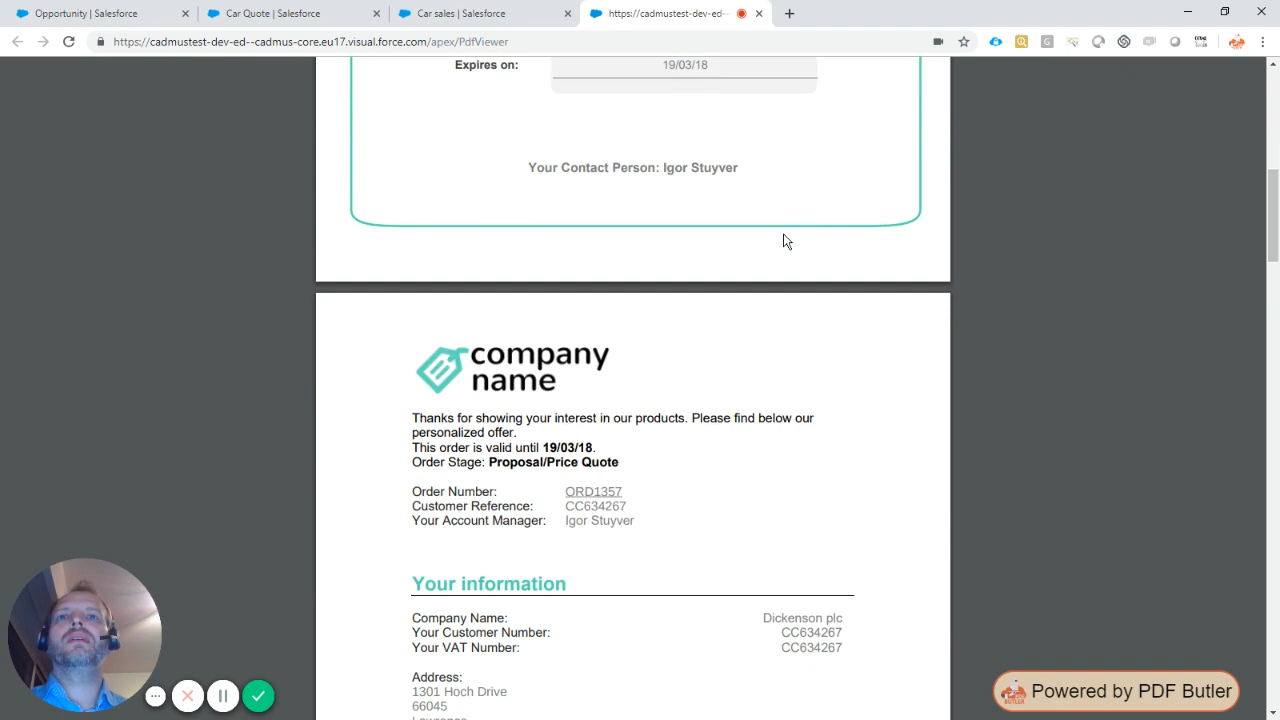 Opportunity | Salesforce
Car Quote | Salesforce
Car sales | Salesforce
https://cadmustest-dev-ed--
https://cadmustest-dev-ed--cadmus-core.eu17.visual.force.com/apex/PdfViewer
Expires on: 19/03/18
Your Contact Person: Igor Stuyver
company
name
Thanks for showing your interest in our products. Please find below our
personalized offer.
This order is valid until 19/03/18.
Order Stage: Proposal/Price Quote
Order Number: ORD1357
Customer Reference: CC634267
Your Account Manager: Igor Stuyver
Your information
Company Name: Dickenson plc
Your Customer Number: CC634267
Your VAT Number: CC634267
Address:
1301 Hoch Drive
66045
Lawrence
Powered by PDF Butler